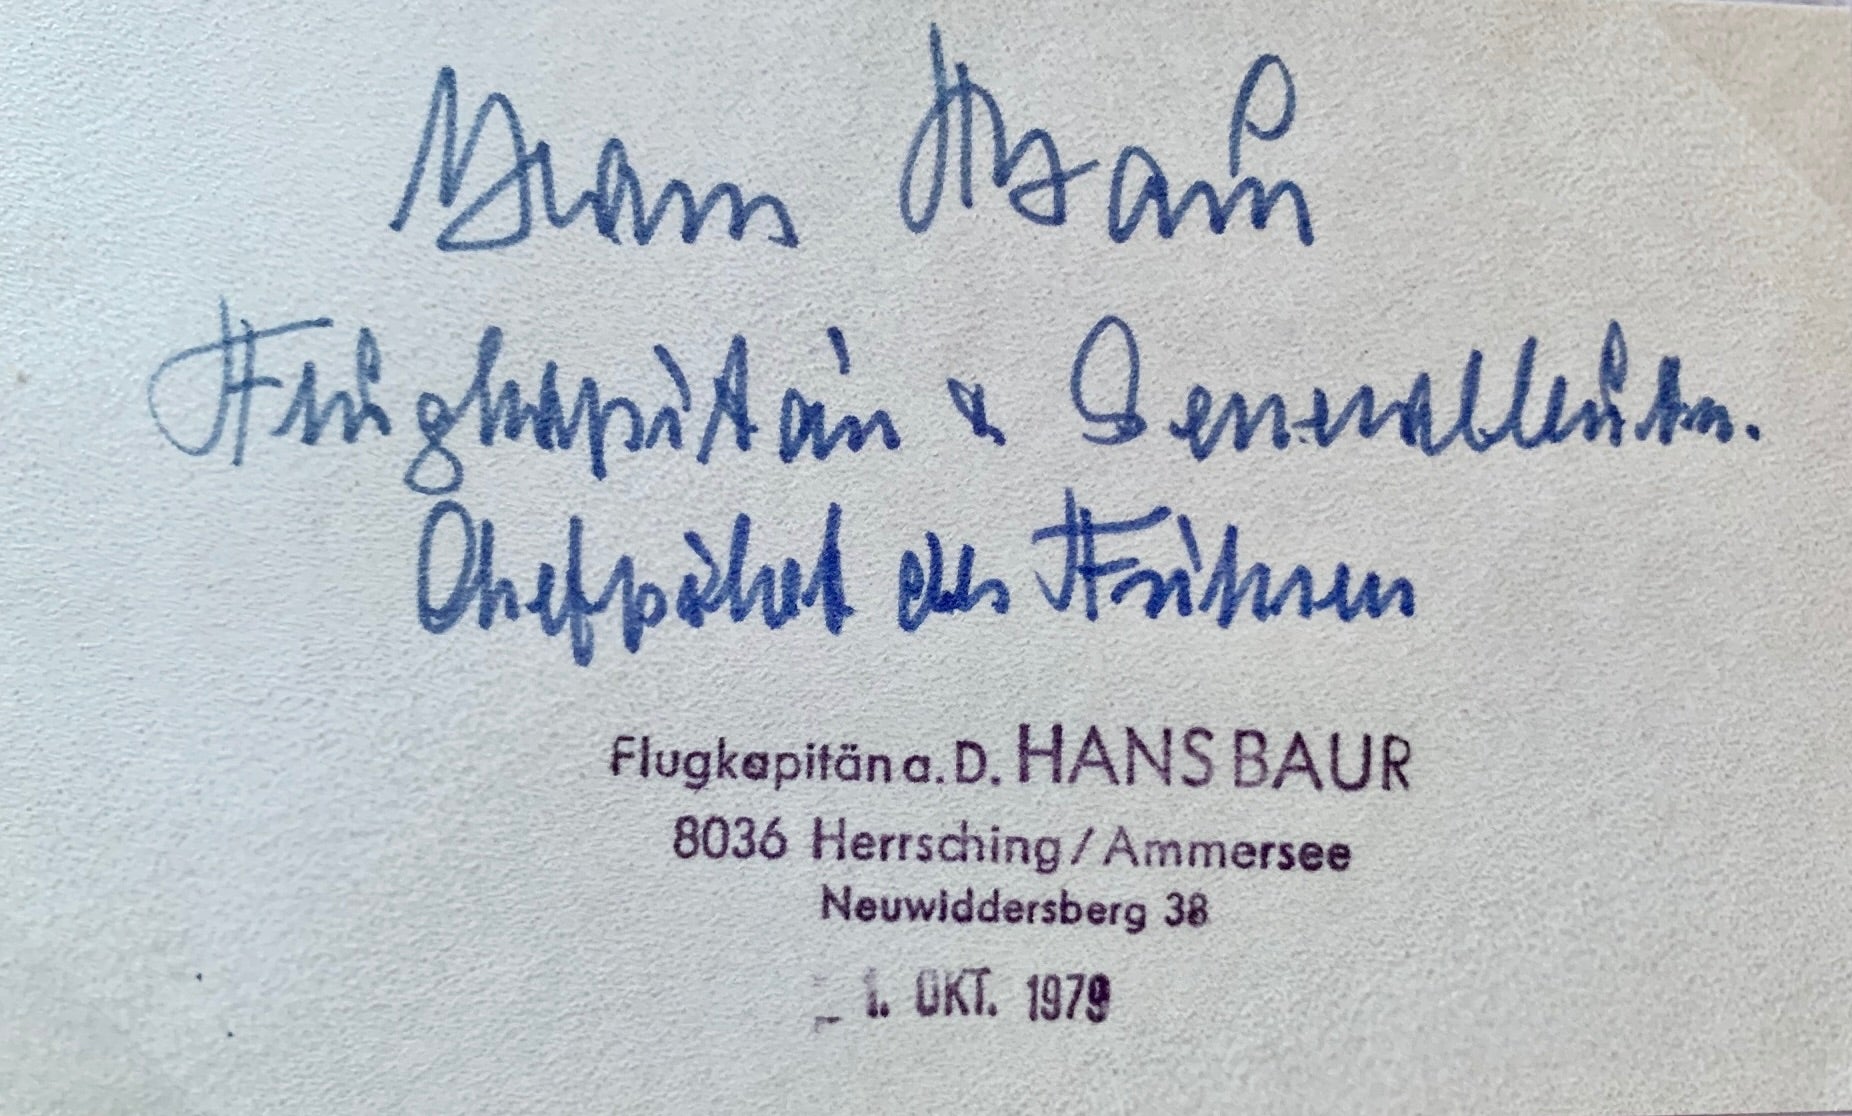 Hans Baur
Flugkapitän & Generalleutn.
Chefpilot des Führers
Flugkapitän a. D. HANS BAUR
8036 Herrsching / Ammersee
Neuwiddersberg 38
1. OKT. 1979